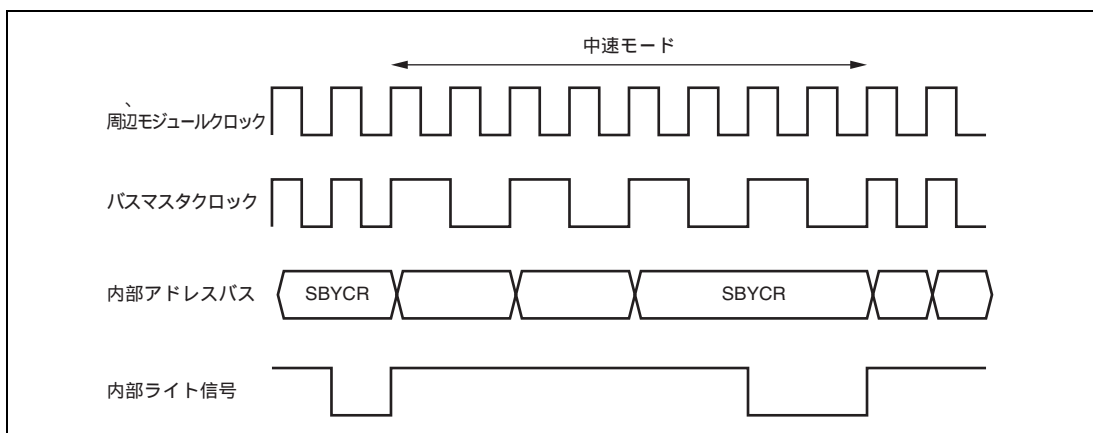 中速モード
周辺モジュールクロック
バスマスタクロック
内部アドレスバス
SBYCR
SBYCR
内部ライト信号